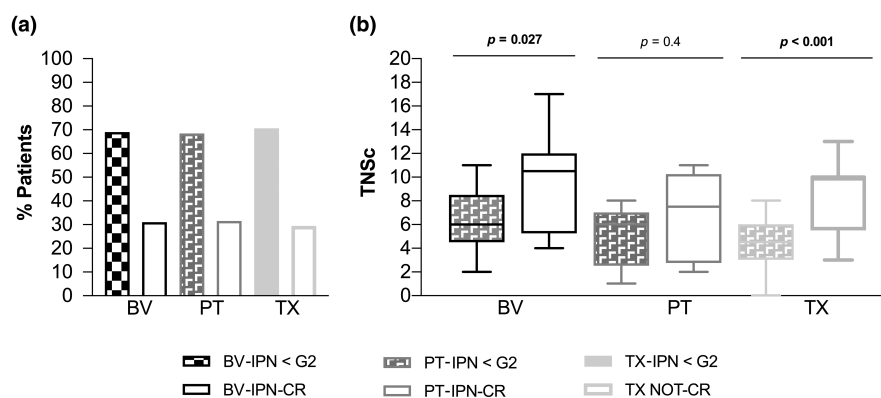 (a)
% Patients
100
90
80
70
60
50
40
30
20
10
0
BV PT TX
(b)
p = 0.027 p = 0.4 p < 0.001
TNSc
20
18
16
14
12
10
8
6
4
2
0
BV PT TX
BV-IPN < G2 PT-IPN < G2 TX-IPN < G2
BV-IPN-CR PT-IPN-CR TX NOT-CR